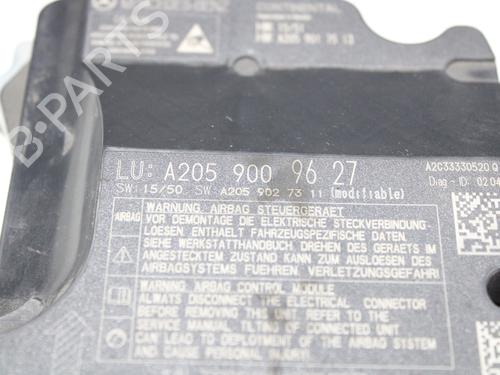 CONTINENTAL
A205 901 75 13
LU: A205 900 96 27
SW: 15/50 SW: A205 902 73 11 (modifiable)
A2C33330520 0
Diag - ID: 0204
AIRBAG
WARNUNG: AIRBAG STEUERGERAET
VOR DEMONTAGE DIE ELEKTRISCHE STECKVERBINDUNG
LOESEN. ENTHAELT FAHRZEUGSPEZIFISCHE DATEN,
SIEHE WERKSTATTHANDBUCH. DREHEN DES GERAETS IM
ANGESTECKTEM ZUSTAND KANN ZUM AUSLOESEN DES
AIRBAGSYSTEMS FUEHREN, VERLETZUNGSGEFAHR!
WARNING: AIRBAG CONTROL MODULE
ALWAYS DISCONNECT THE ELECTRICAL CONNECTOR
BEFORE REMOVING THIS UNIT. REFER TO THE
SERVICE MANUAL. TILTING OF CONNECTED UNIT
CAN LEAD TO DEPLOYMENT OF THE AIRBAG SYSTEM
AND CAUSE PERSONAL INJURY!
B-PARTS